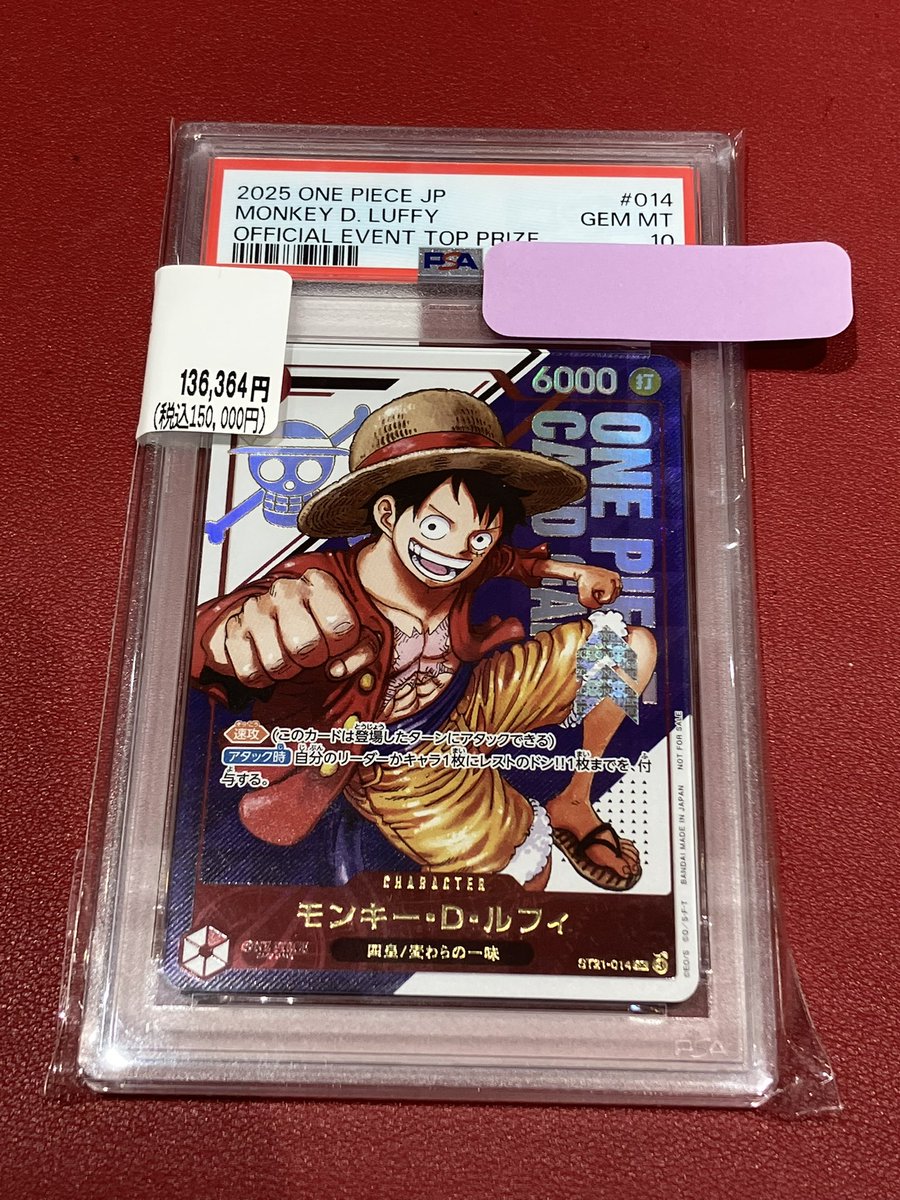 2025 ONE PIECE JP
#014
MONKEY D. LUFFY
GEM MT
OFFICIAL EVENT TOP PRIZE
10
PSA
136,364円
(税込150,000円)
6000 打
ONE PIE
CARD GA
速攻 (このカードは登場したターンにアタックできる)
アタック時 自分のリーダーかキャラ1枚にレストのドン!!1枚までを、付
与する。
CHARACTER
モンキー・D・ルフィ
四皇/麦わらの一味
ST21-014
©EO/S ©O/S·F·T BANDAI MADE IN JAPAN NOT FOR SALE
PSA